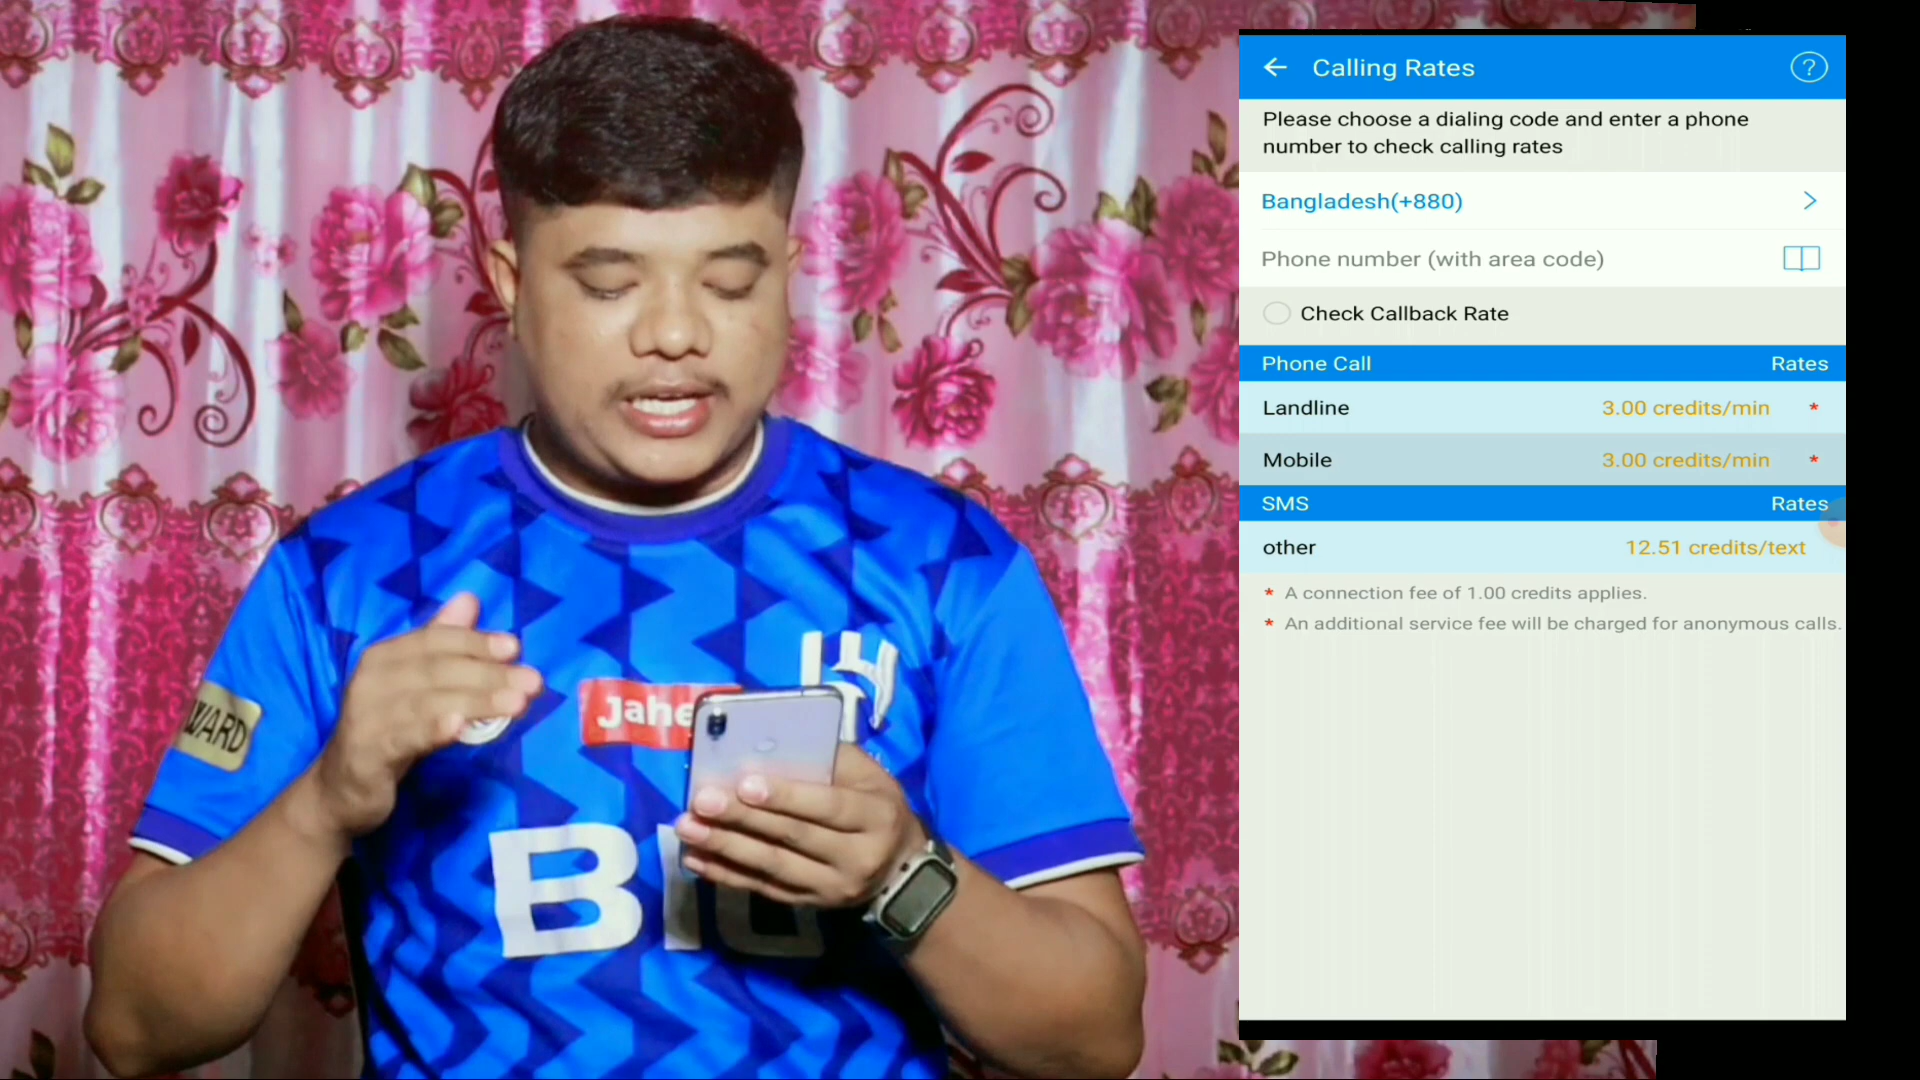 Calling Rates
?
Please choose a dialing code and enter a phone
number to check calling rates
Bangladesh(+880)
Phone number (with area code)
Check Callback Rate
Phone Call Rates
Landline 3.00 credits/min *
Mobile 3.00 credits/min *
SMS Rates
other 12.51 credits/text
* A connection fee of 1.00 credits applies.
* An additional service fee will be charged for anonymous calls.
WARD
Jahe